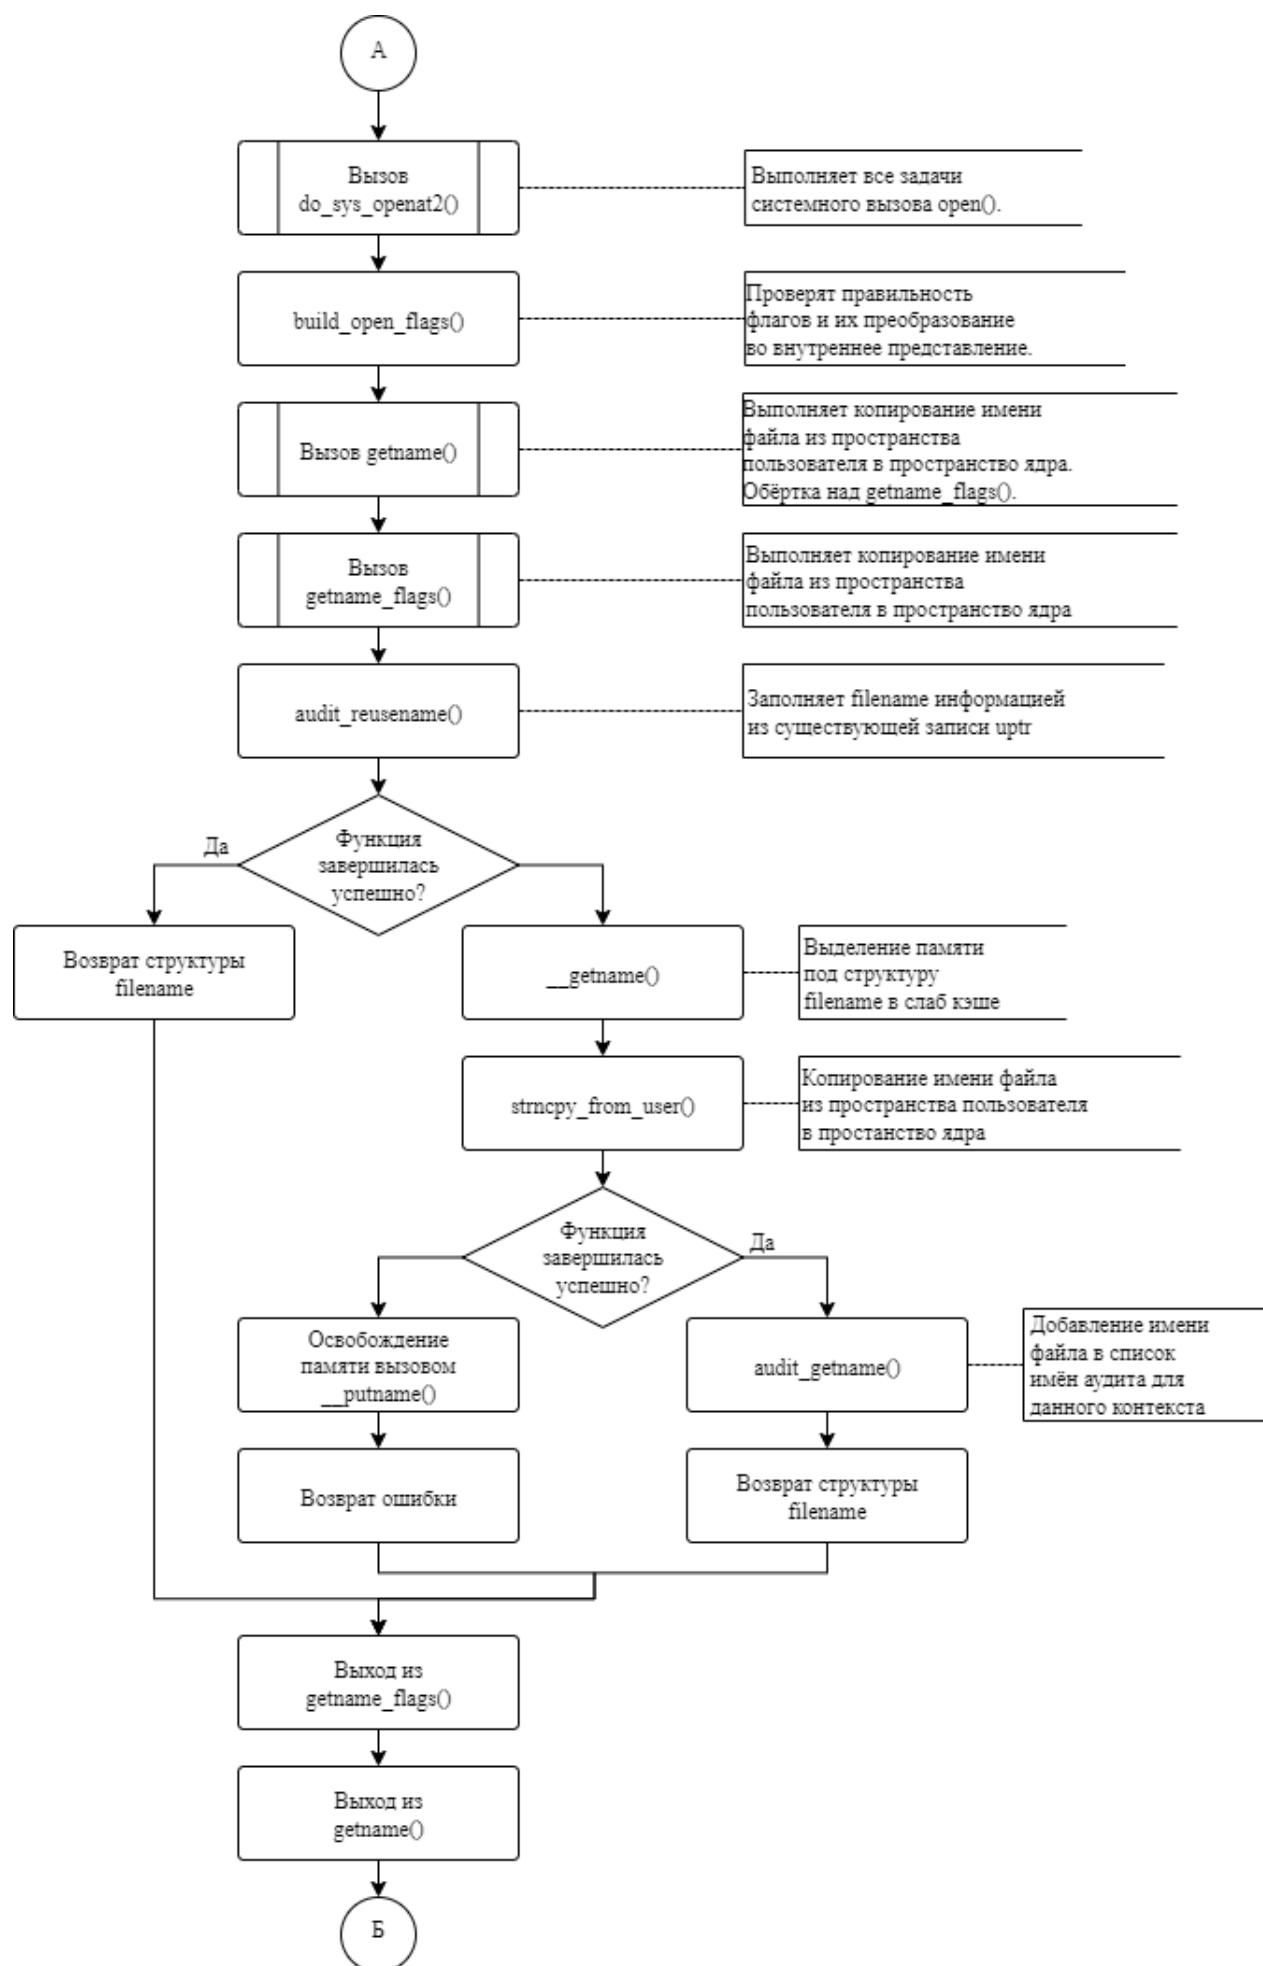 А
Вызов
do_sys_openat2()
Выполняет все задачи
системного вызова open().
build_open_flags()
Проверят правильность
флагов и их преобразование
во внутреннее представление.
Вызов getname()
Выполняет копирование имени
файла из пространства
пользователя в пространство ядра.
Обёртка над getname_flags().
Вызов
getname_flags()
Выполняет копирование имени
файла из пространства
пользователя в пространство ядра
audit_reusename()
Заполняет filename информацией
из существующей записи uptr
Да
Функция
завершилась
успешно?
Возврат структуры
filename
__getname()
Выделение памяти
под структуру
filename в слаб кэше
strncpy_from_user()
Копирование имени файла
из пространства пользователя
в простанство ядра
Функция
завершилась
успешно?
Да
Освобождение
памяти вызовом
__putname()
audit_getname()
Добавление имени
файла в список
имён аудита для
данного контекста
Возврат ошибки
Возврат структуры
filename
Выход из
getname_flags()
Выход из
getname()
Б